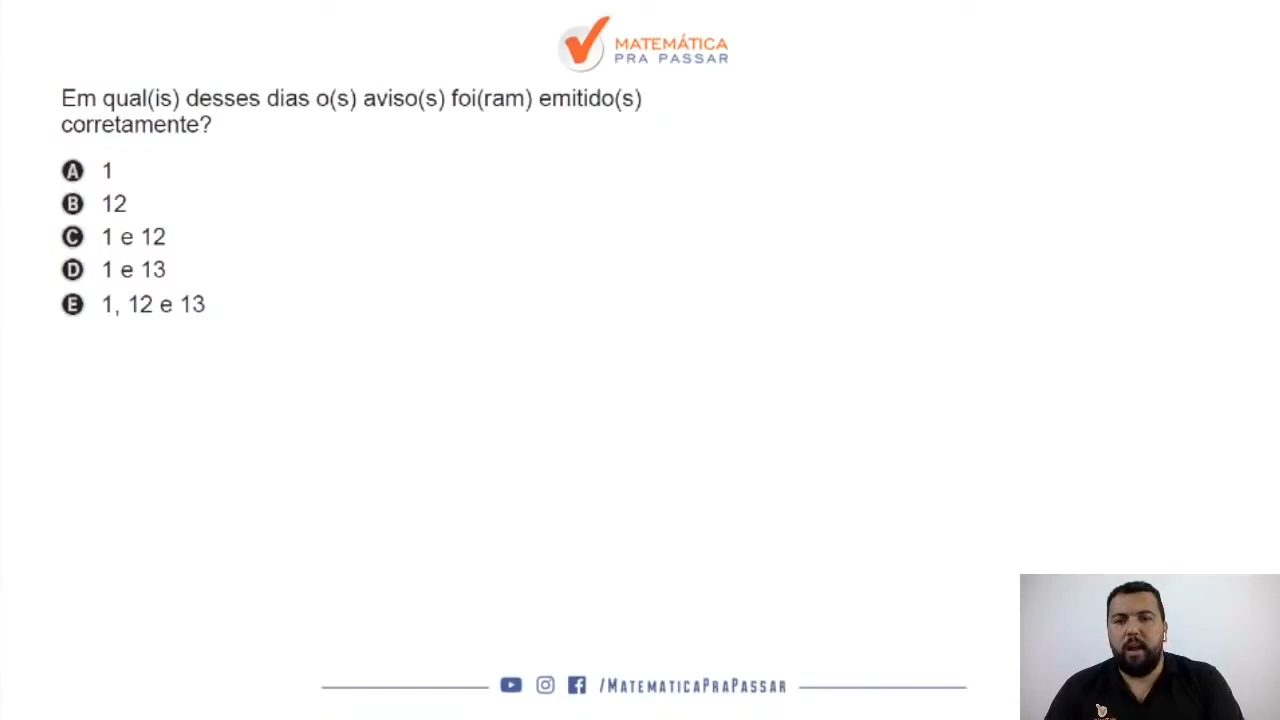 MATEMÁTICA
PRA PASSAR
Em qual(is) desses dias o(s) aviso(s) foi(ram) emitido(s)
corretamente?
A 1
B 12
C 1 e 12
D 1 e 13
E 1, 12 e 13
/MATEMATICAPRAPASSAR